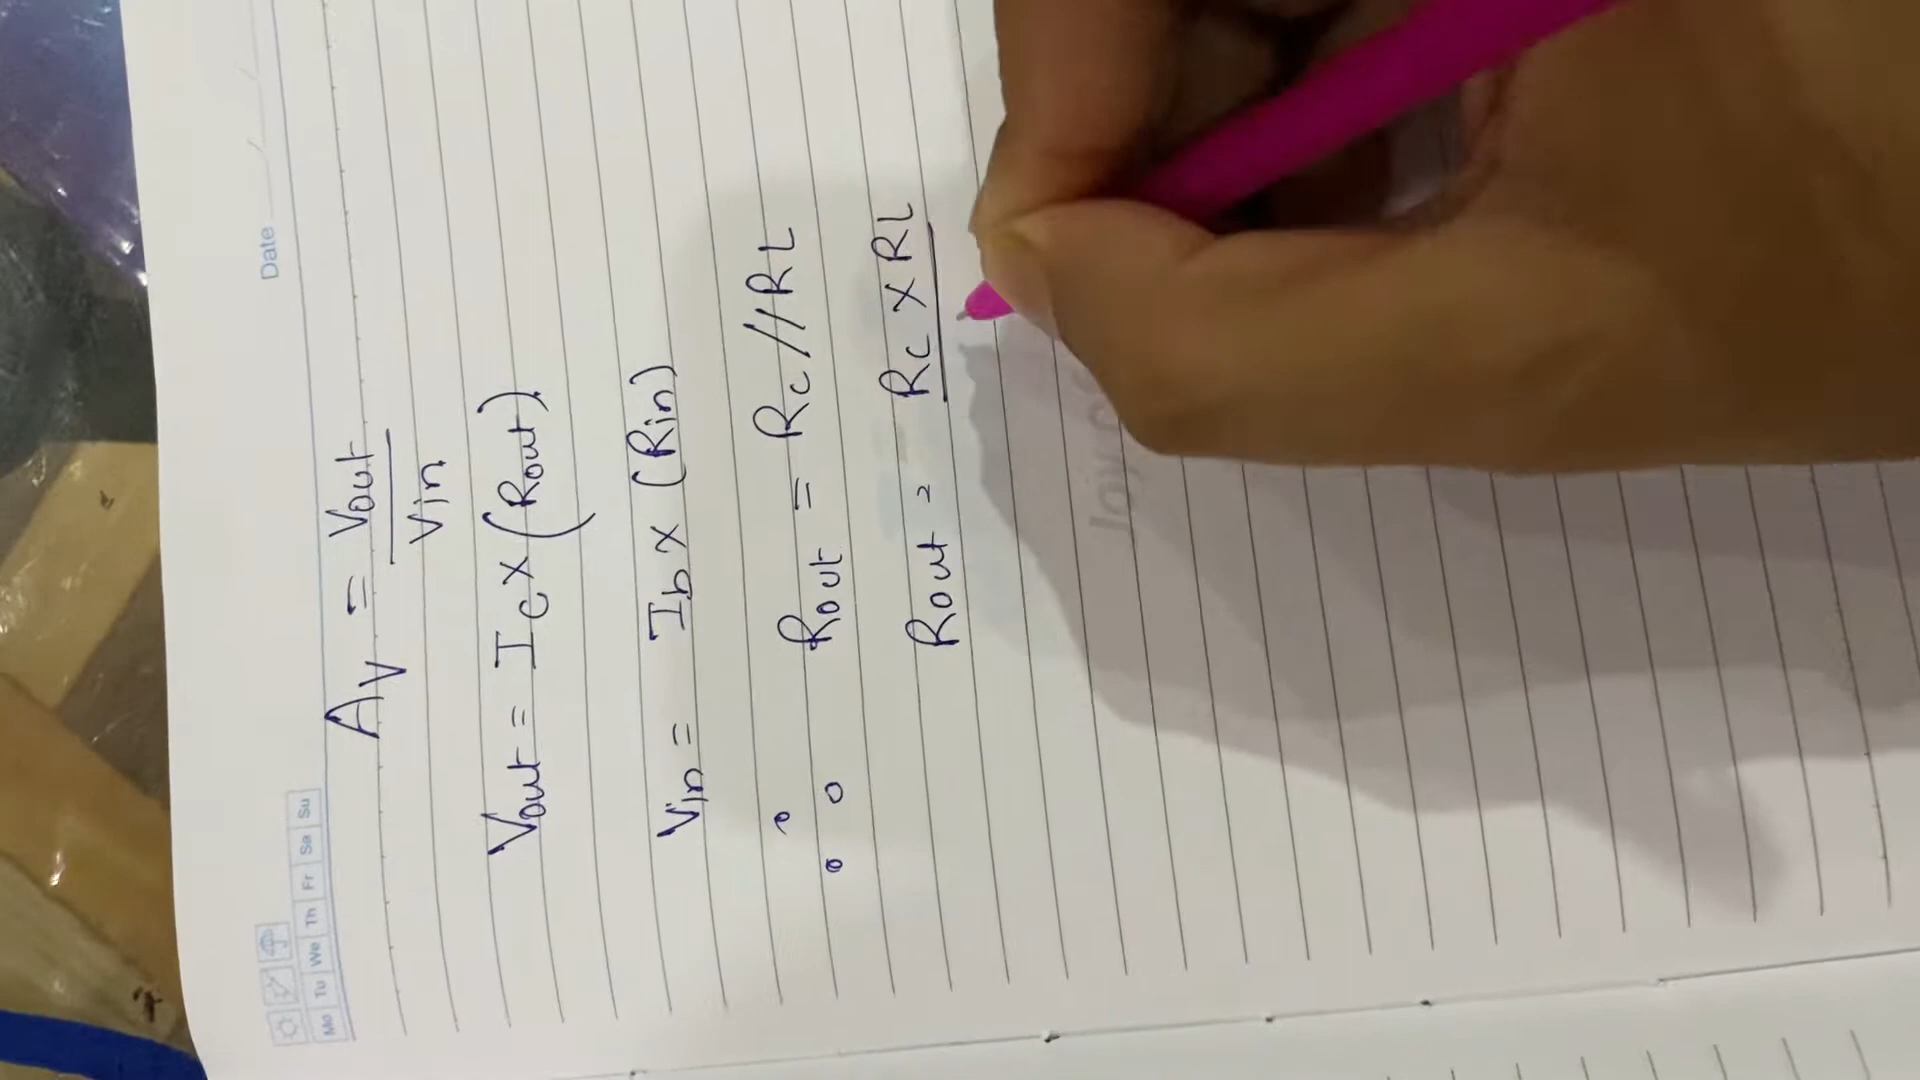 Date
Mo Tu We Th Fr Sa Su
Av = Vout / Vin
Vout = Ic x (Rout)
Vin = Ib x (Rin)
Rout = Rc // RL
Rout = Rc x RL